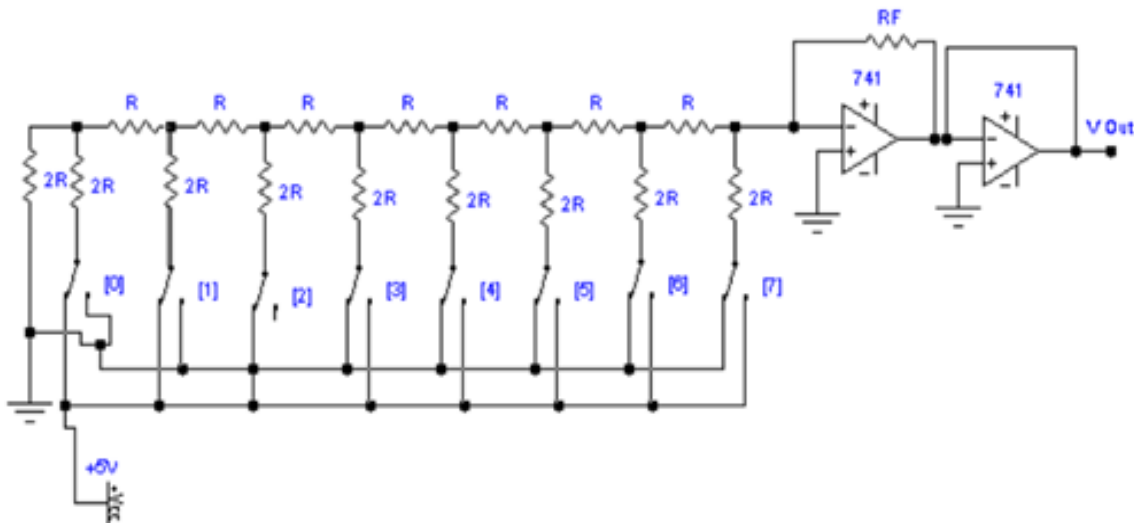 RF
741
741
R R R R R R R
V Out
2R 2R 2R 2R 2R 2R 2R 2R 2R
[0] [1] [2] [3] [4] [5] [6] [7]
+5V
+Vcc